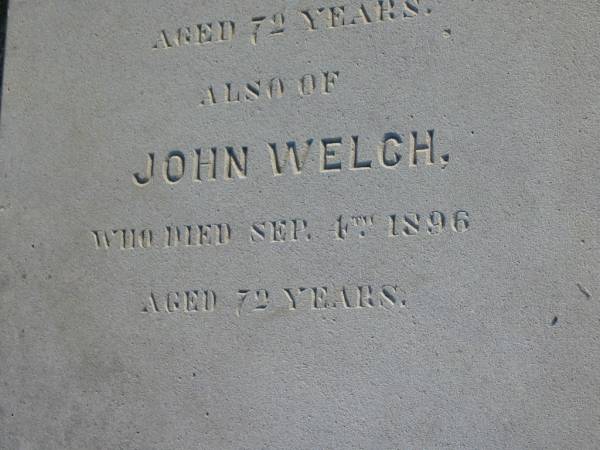 AGED 72 YEARS.
ALSO OF
JOHN WELCH,
WHO DIED SEP. 4TH 1896
AGED 72 YEARS.